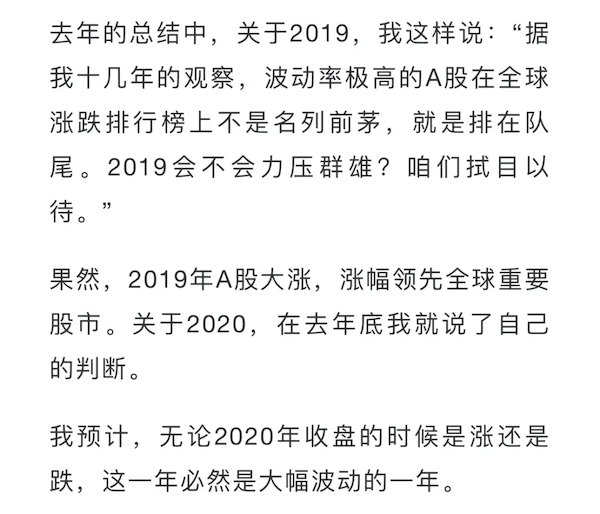 去年的总结中，关于2019，我这样说：“据
我十几年的观察，波动率极高的A股在全球
涨跌排行榜上不是名列前茅，就是排在队
尾。2019会不会力压群雄？咱们拭目以
待。”
果然，2019年A股大涨，涨幅领先全球重要
股市。关于2020，在去年底我就说了自己
的判断。
我预计，无论2020年收盘的时候是涨还是
跌，这一年必然是大幅波动的一年。